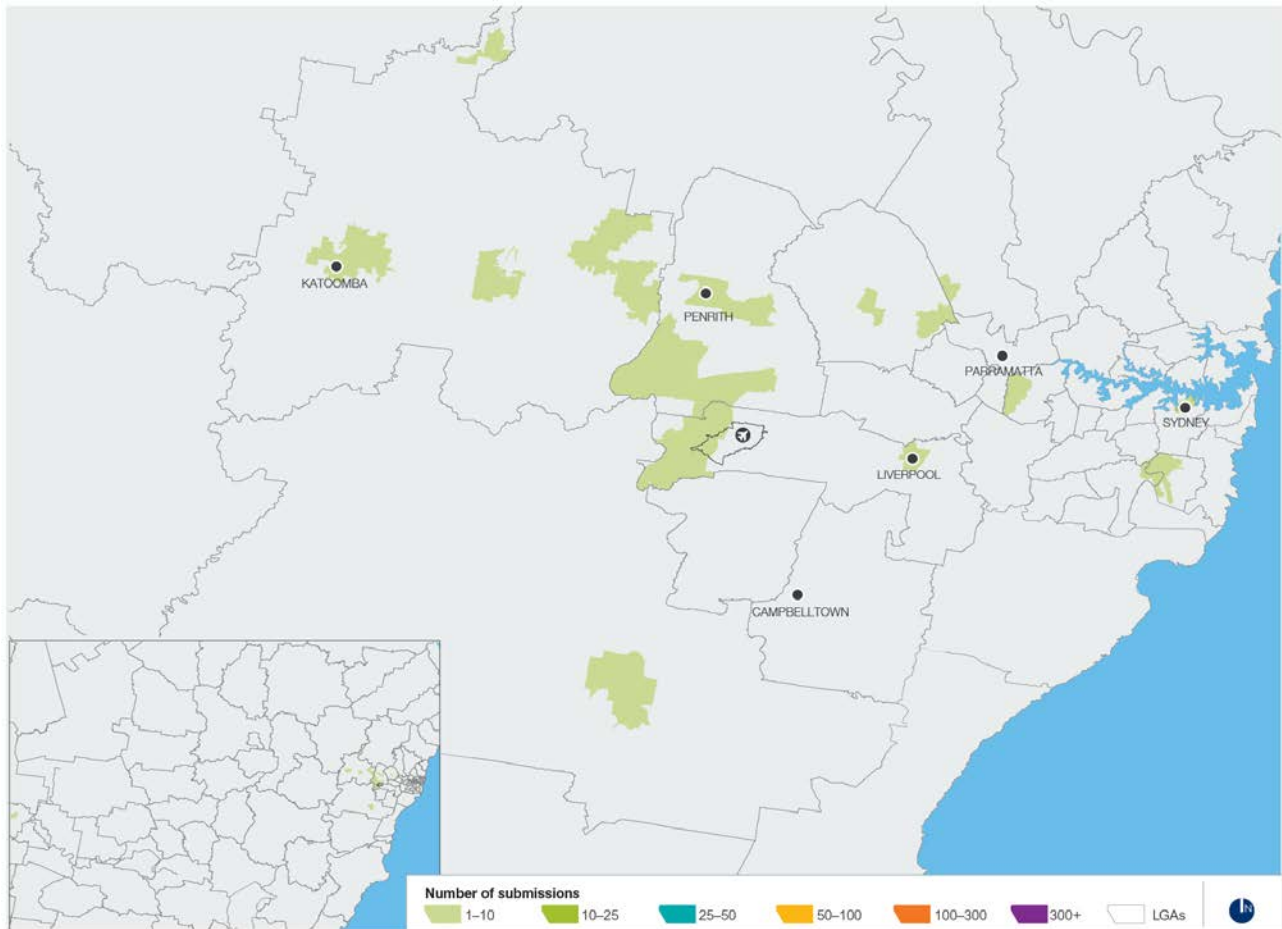 KATOOMBA
PENRITH
PARRAMATTA
SYDNEY
LIVERPOOL
CAMPBELLTOWN
Number of submissions
1–10 10–25 25–50 50–100 100–300 300+ LGAs N